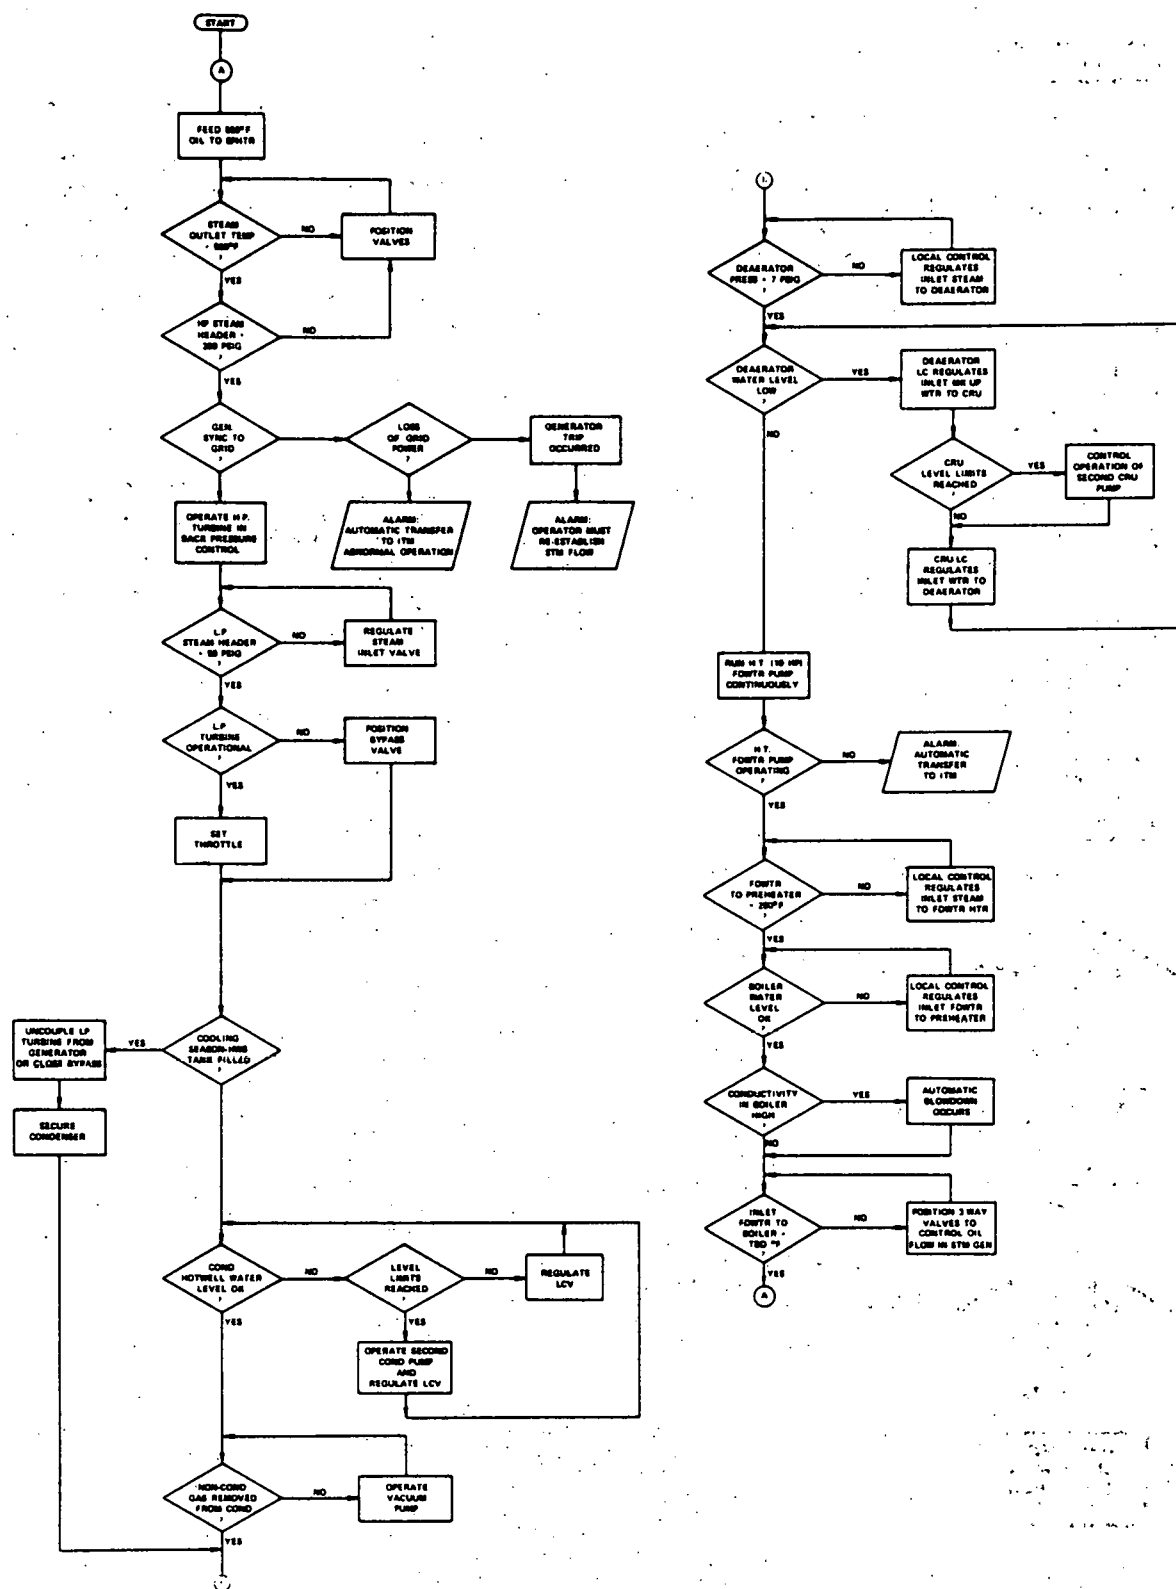 START
A
FEED
OIL TO SPHTR
STEAM
OUTLET TEMP
?
NO
POSITION
VALVES
YES
HP STEAM
HEADER =
PSIG
NO
YES
GEN.
SYNC TO
GRID
?
LOSS
OF GRID
POWER
?
GENERATOR
TRIP
OCCURRED
OPERATE H.P.
TURBINE IN
BACK PRESSURE
CONTROL
ALARM:
AUTOMATIC TRANSFER
TO ITM
ABNORMAL OPERATION
ALARM:
OPERATOR MUST
RE-ESTABLISH
STM FLOW
L.P.
STEAM HEADER
PSIG
?
NO
REGULATE
STEAM
INLET VALVE
YES
L.P.
TURBINE
OPERATIONAL
?
NO
POSITION
BYPASS
VALVE
YES
SET
THROTTLE
COOLING
TANK FILLED
?
YES
UNCOUPLE LP
TURBINE FROM
GENERATOR
OR CLOSE BYPASS
SECURE
CONDENSER
COND
HOTWELL WATER
LEVEL OK
?
NO
LEVEL
LIMITS
REACHED
?
NO
REGULATE
LCV
YES
YES
OPERATE SECOND
COND PUMP
AND
REGULATE LCV
NON-COND
GAS REMOVED
FROM COND
?
NO
OPERATE
VACUUM
PUMP
YES
DEAERATOR
PRESS = 7 PSIG
?
NO
LOCAL CONTROL
REGULATES
INLET STEAM
TO DEAERATOR
YES
DEAERATOR
WATER LEVEL
LOW
?
YES
DEAERATOR
LC REGULATES
INLET MK UP
WTR TO CRU
NO
CRU
LEVEL LIMITS
REACHED
?
YES
CONTROL
OPERATION OF
SECOND CRU
PUMP
NO
CRU LC
REGULATES
INLET WTR TO
DEAERATOR
RUN H.T. (10 HP)
FDWTR PUMP
CONTINUOUSLY
H.T.
FDWTR PUMP
OPERATING
?
NO
ALARM:
AUTOMATIC
TRANSFER
TO ITM
YES
FDWTR
TO PREHEATER
?
NO
LOCAL CONTROL
REGULATES
INLET STEAM
TO FDWTR HTR
YES
BOILER
WATER
LEVEL
OK
?
NO
LOCAL CONTROL
REGULATES
INLET FDWTR
TO PREHEATER
YES
CONDUCTIVITY
IN BOILER
HIGH
?
YES
AUTOMATIC
BLOWDOWN
OCCURS
NO
INLET
FDWTR TO
BOILER =
TBD °F
?
NO
POSITION 3 WAY
VALVES TO
CONTROL OIL
FLOW IN STM GEN
YES
A